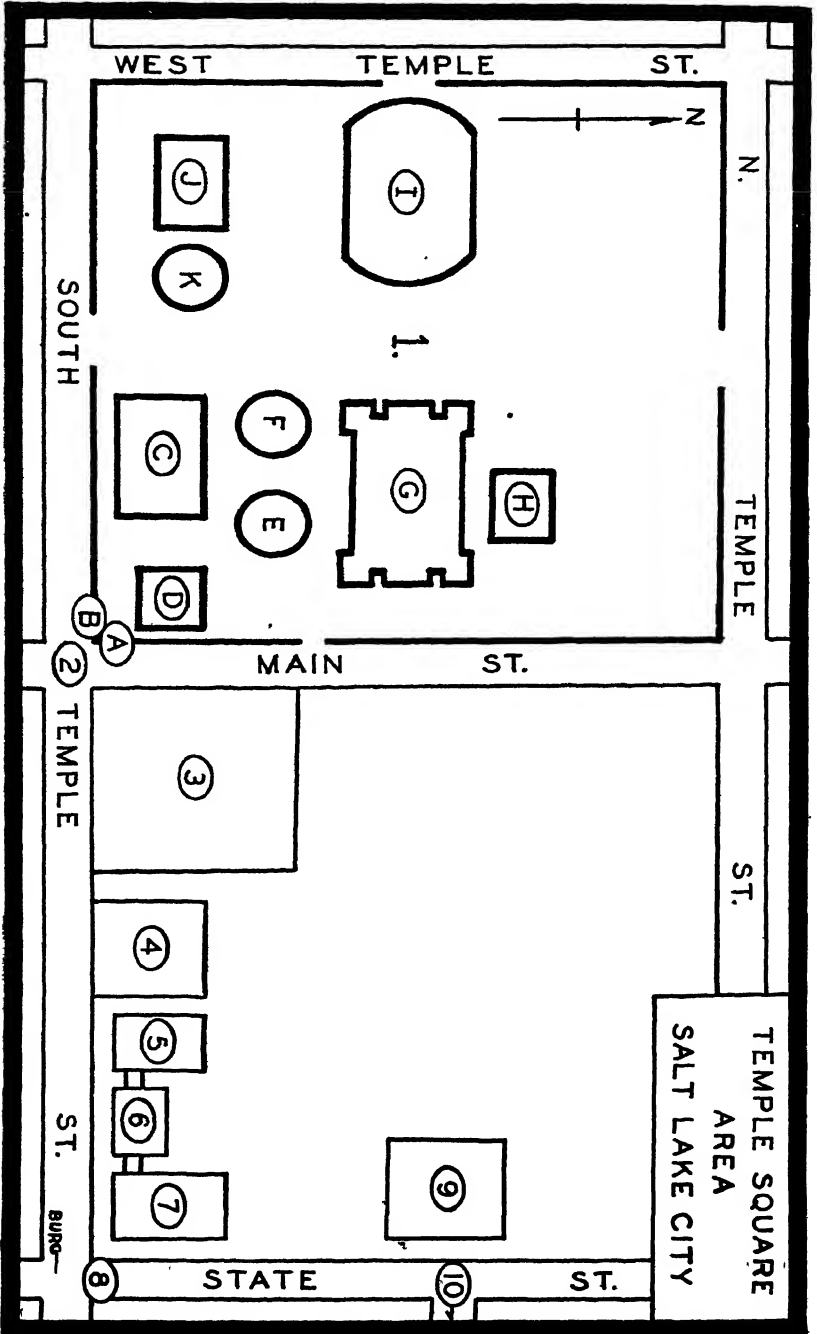 WEST TEMPLE ST.
N. TEMPLE ST.
N
J
I
K
SOUTH TEMPLE ST.
1.
F
C
G
H
E
D
B
A
2
MAIN ST.
3
4
5
6
7
9
8
STATE ST.
10
BURG
TEMPLE SQUARE
AREA
SALT LAKE CITY